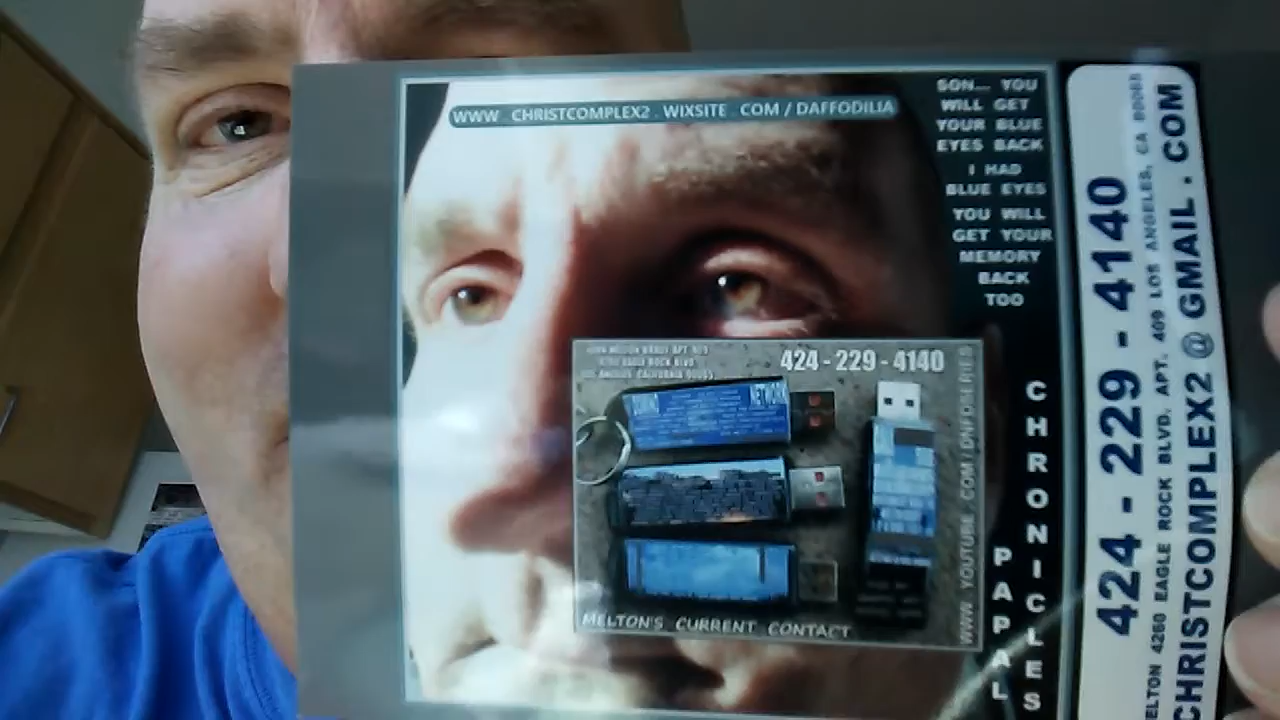 WWW . CHRISTCOMPLEX2 . WIXSITE . COM / DAFFODILIA
SON... YOU
WILL GET
YOUR BLUE
EYES BACK
I HAD
BLUE EYES
YOU WILL
GET YOUR
MEMORY
BACK
TOO
424 - 229 - 4140
NETWORK
WWW . YOUTUBE . COM / DNFDSERIES
MELTON'S CURRENT CONTACT
PAPAL
CHRONICLES
424 - 229 - 4140
ELTON 4260 EAGLE ROCK BLVD. APT. 409 LOS ANGELES, CA
CHRISTCOMPLEX2 @ GMAIL . COM